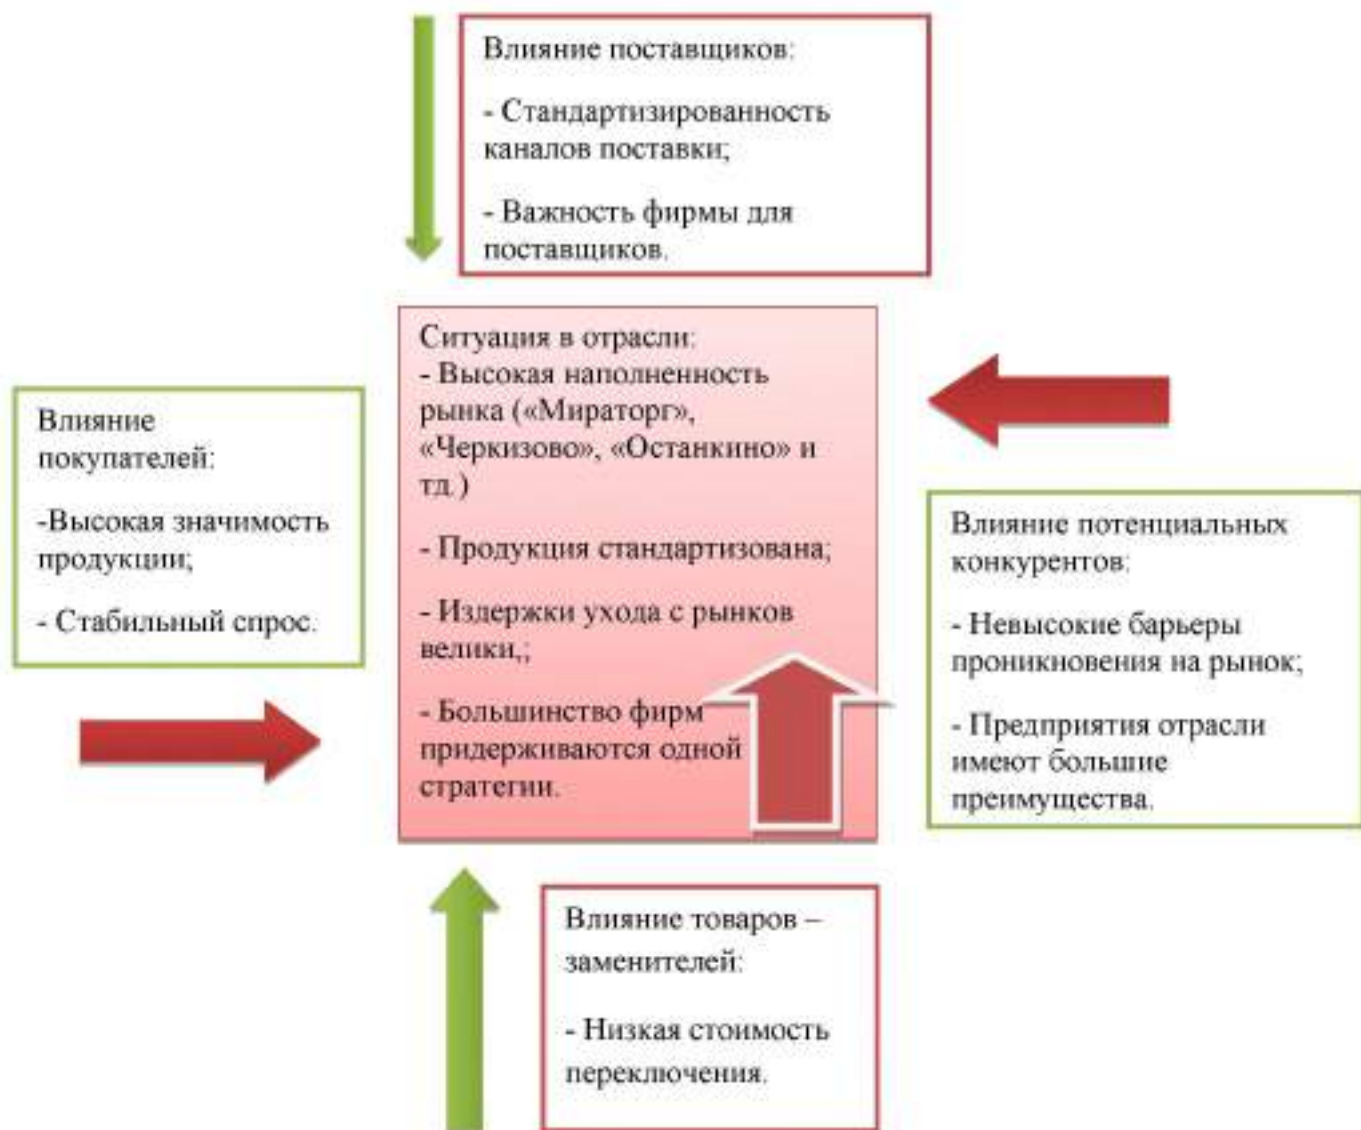 Влияние поставщиков:
- Стандартизированность
каналов поставки;
- Важность фирмы для
поставщиков.
Ситуация в отрасли:
- Высокая наполненность
рынка («Мираторг»,
«Черкизово», «Останкино» и
тд.)
- Продукция стандартизована;
- Издержки ухода с рынков
велики,;
- Большинство фирм
придерживаются одной
стратегии.
Влияние
покупателей:
-Высокая значимость
продукции;
- Стабильный спрос.
Влияние потенциальных
конкурентов:
- Невысокие барьеры
проникновения на рынок;
- Предприятия отрасли
имеют большие
преимущества.
Влияние товаров –
заменителей:
- Низкая стоимость
переключения.